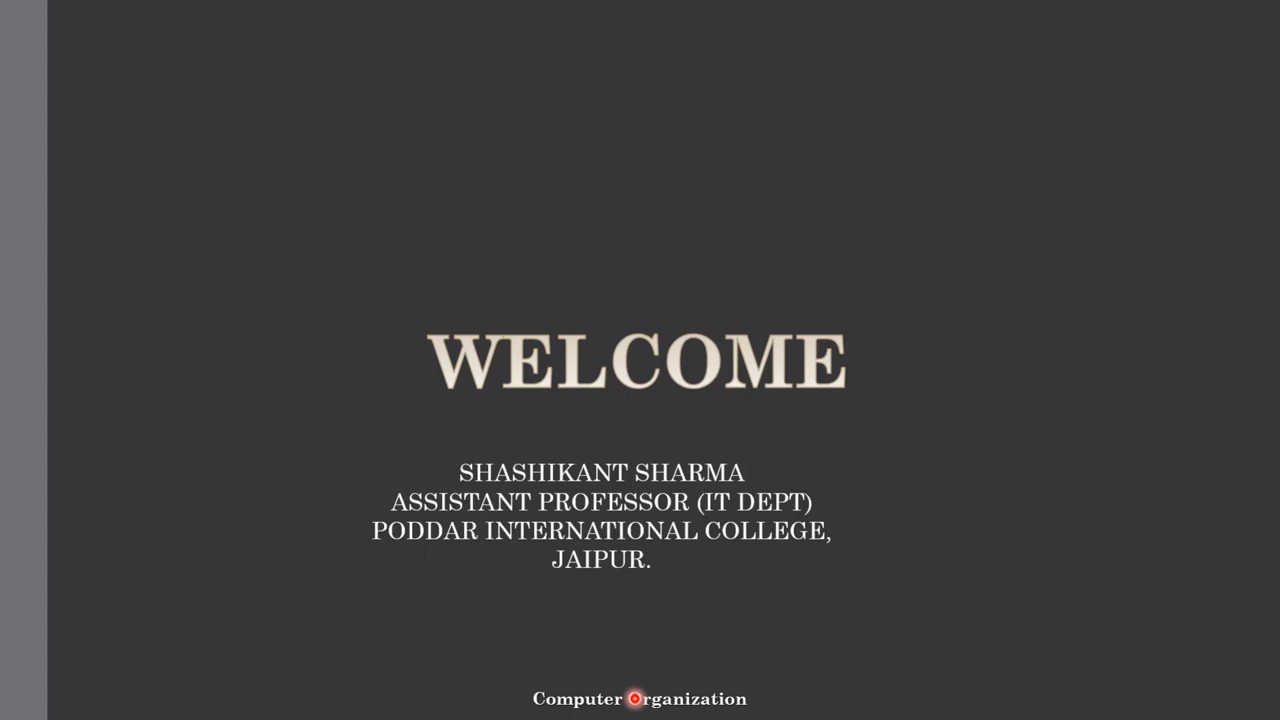 WELCOME
SHASHIKANT SHARMA
ASSISTANT PROFESSOR (IT DEPT)
PODDAR INTERNATIONAL COLLEGE,
JAIPUR.
Computer Organization